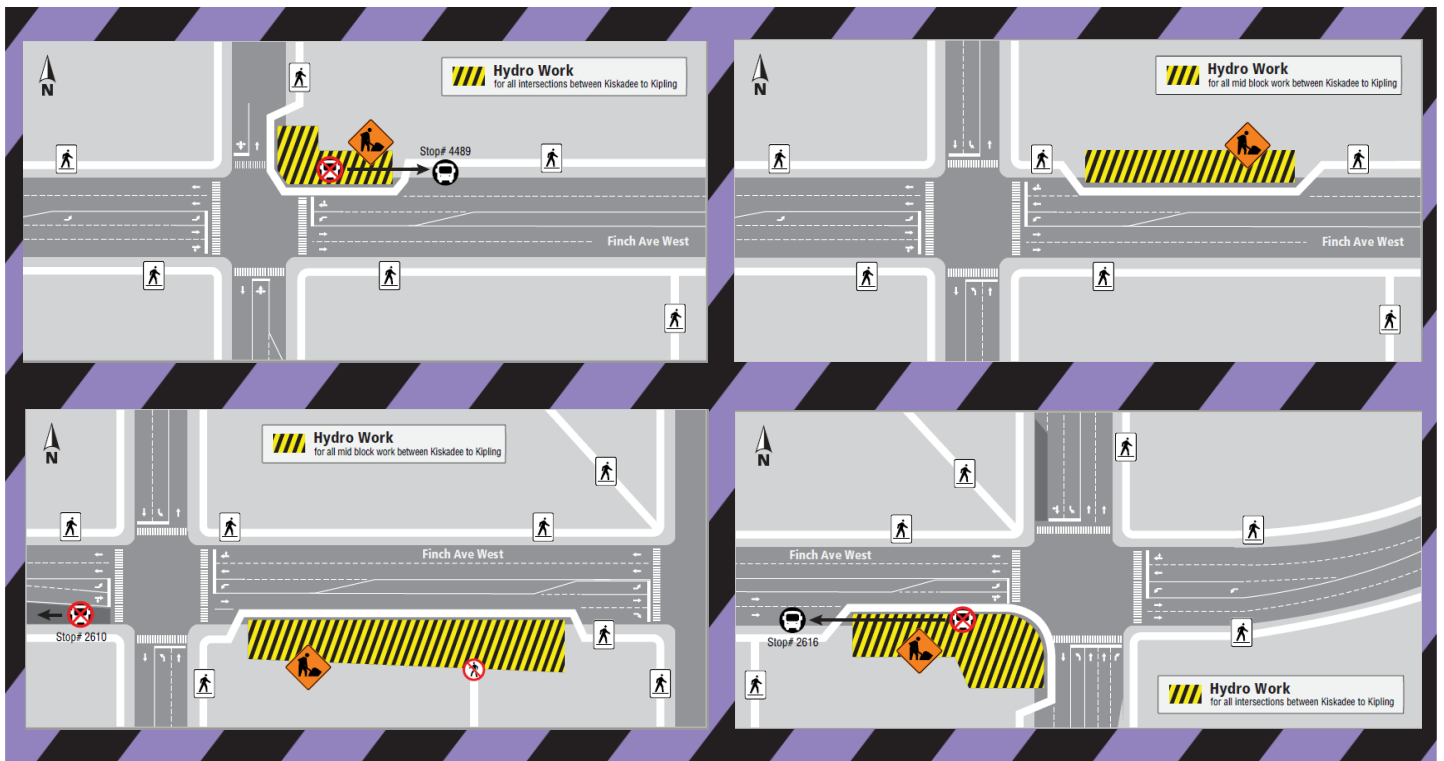 N
Hydro Work
for all intersections between Kiskadee to Kipling
Stop# 4489
Finch Ave West
N
Hydro Work
for all mid block work between Kiskadee to Kipling
Finch Ave West
N
Hydro Work
for all mid block work between Kiskadee to Kipling
Finch Ave West
Stop# 2610
N
Finch Ave West
Stop# 2616
Hydro Work
for all intersections between Kiskadee to Kipling